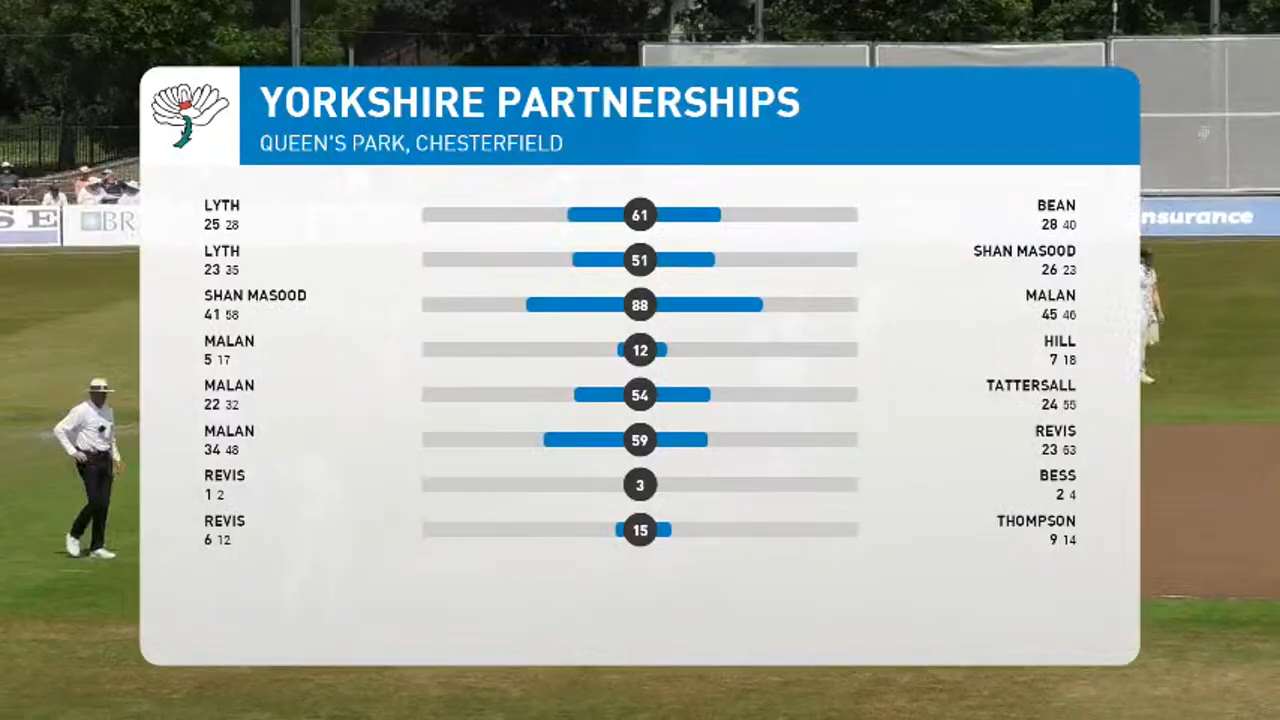 YORKSHIRE PARTNERSHIPS
QUEEN'S PARK, CHESTERFIELD
LYTH 61 BEAN
25 28 28 40
LYTH 51 SHAN MASOOD
23 35 26 23
SHAN MASOOD 88 MALAN
41 58 45 46
MALAN 12 HILL
5 17 7 18
MALAN 54 TATTERSALL
22 32 24 55
MALAN 59 REVIS
34 48 23 63
REVIS 3 BESS
1 2 2 4
REVIS 15 THOMPSON
6 12 9 14
SE BR
nsurance